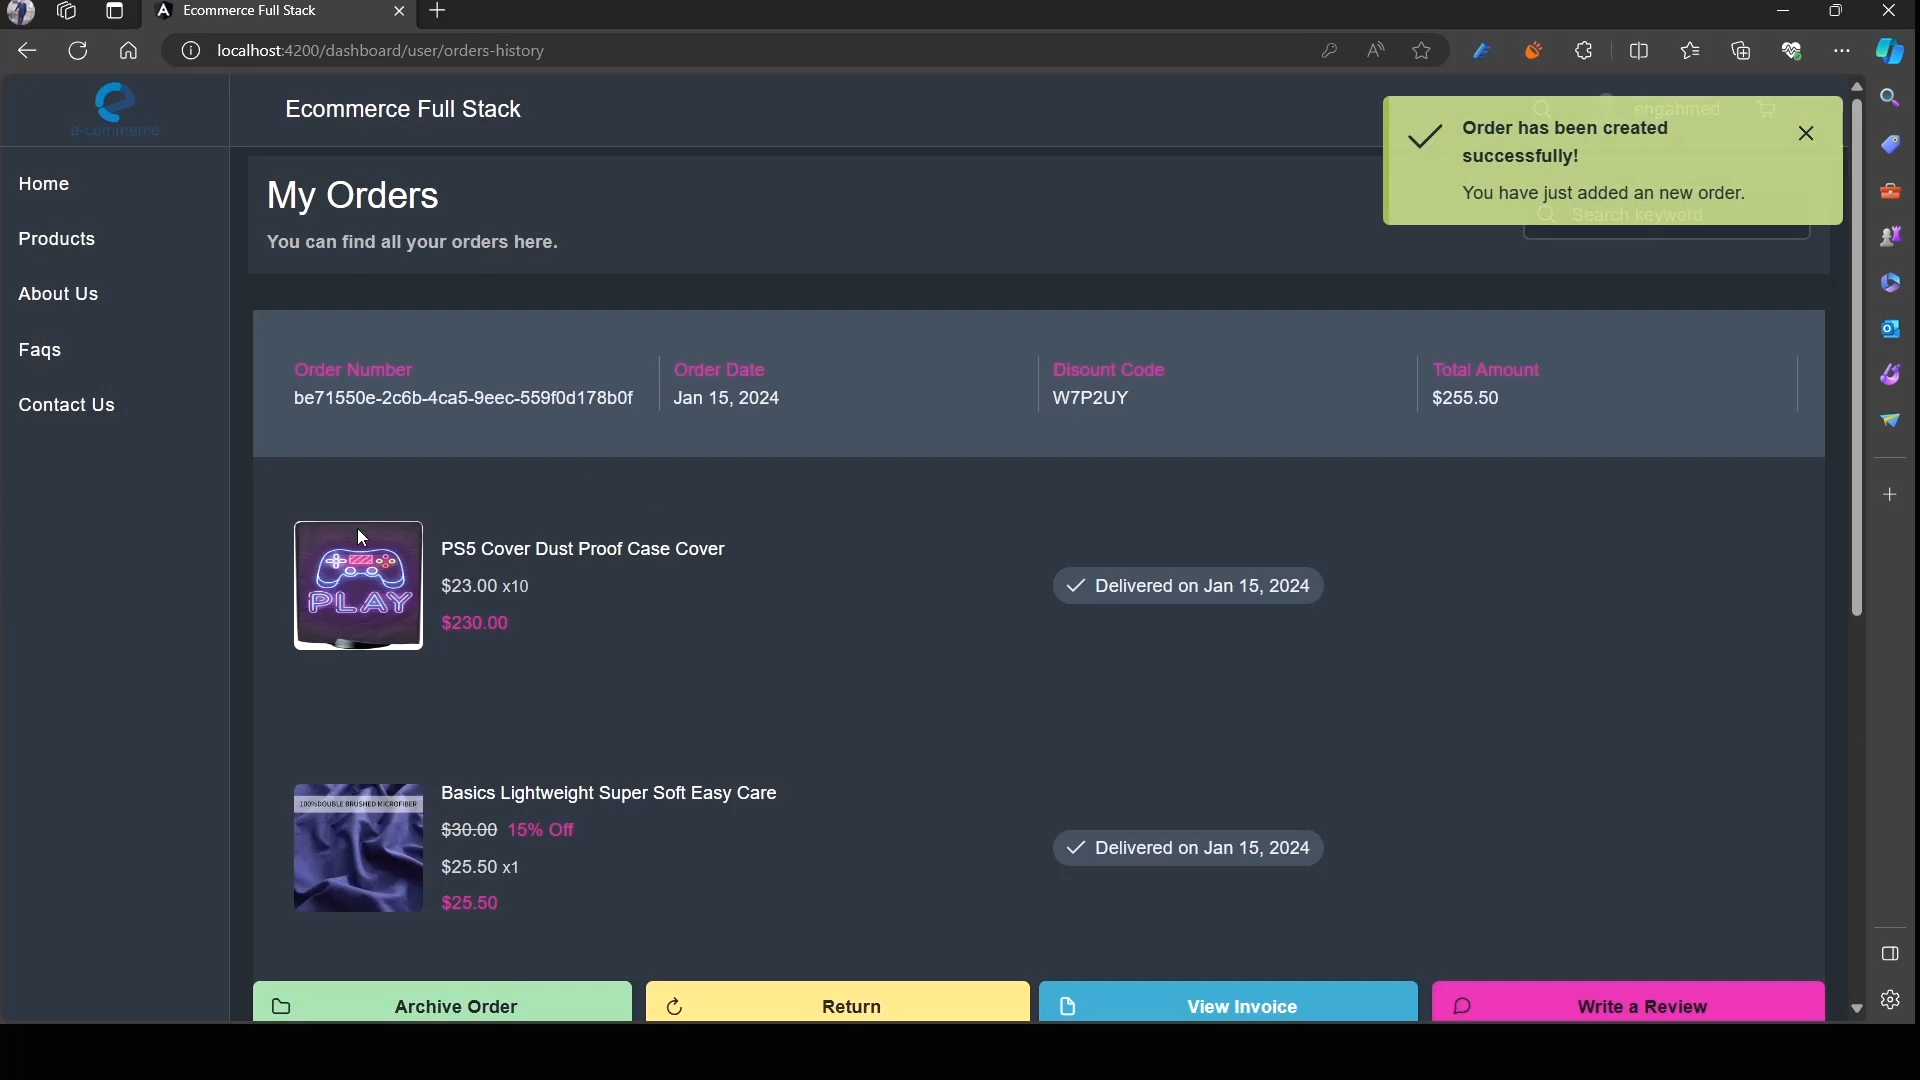 Ecommerce Full Stack
localhost:4200/dashboard/user/orders-history
e-commerce
Ecommerce Full Stack
engahmed
Order has been created
successfully!
You have just added an new order.
Search keyword
Home
Products
About Us
Faqs
Contact Us
My Orders
You can find all your orders here.
Order Number
be71550e-2c6b-4ca5-9eec-559f0d178b0f
Order Date
Jan 15, 2024
Disount Code
W7P2UY
Total Amount
$255.50
PLAY
PS5 Cover Dust Proof Case Cover
$23.00 x10
$230.00
Delivered on Jan 15, 2024
100%DOUBLE BRUSHED MICROFIBER
Basics Lightweight Super Soft Easy Care
$30.00 15% Off
$25.50 x1
$25.50
Delivered on Jan 15, 2024
Archive Order
Return
View Invoice
Write a Review